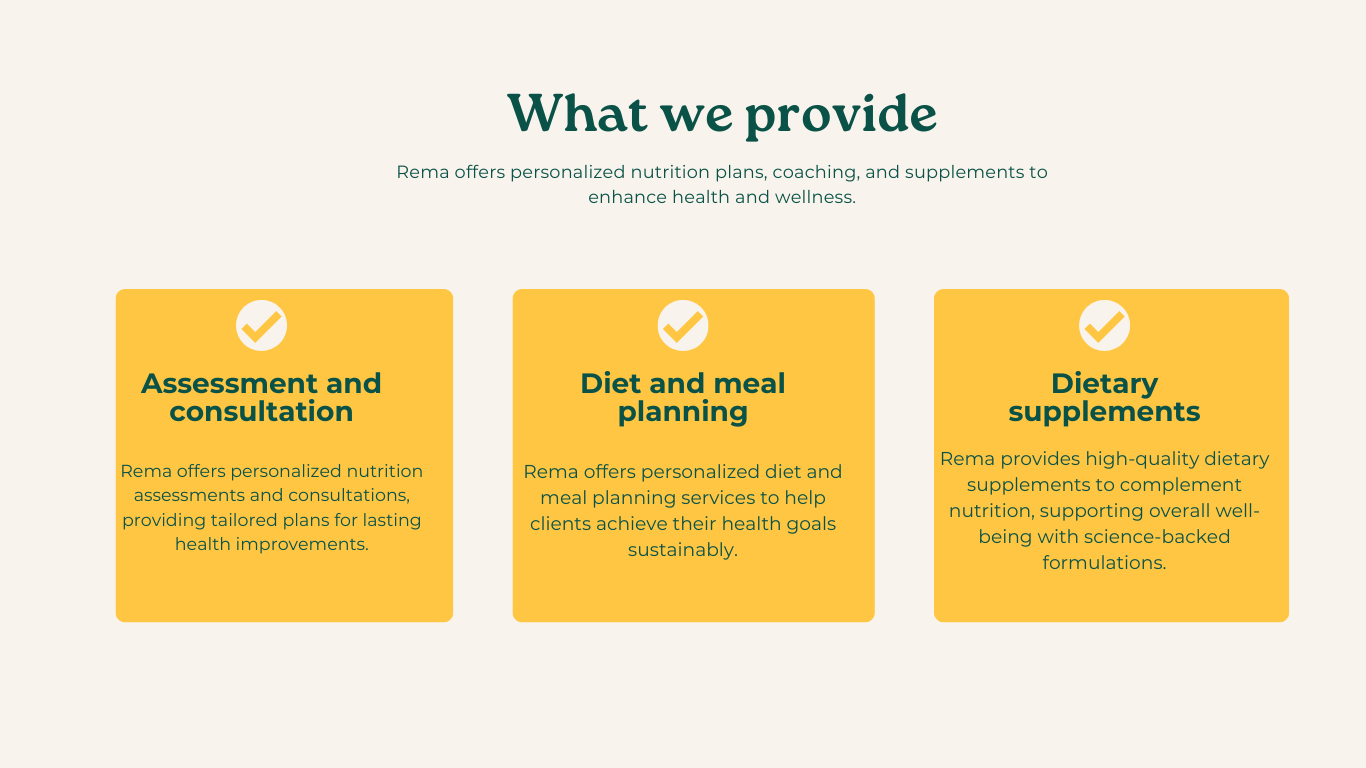 What we provide
Rema offers personalized nutrition plans, coaching, and supplements to
enhance health and wellness.
Assessment and
consultation
Rema offers personalized nutrition
assessments and consultations,
providing tailored plans for lasting
health improvements.
Diet and meal
planning
Rema offers personalized diet and
meal planning services to help
clients achieve their health goals
sustainably.
Dietary
supplements
Rema provides high-quality dietary
supplements to complement
nutrition, supporting overall well-
being with science-backed
formulations.